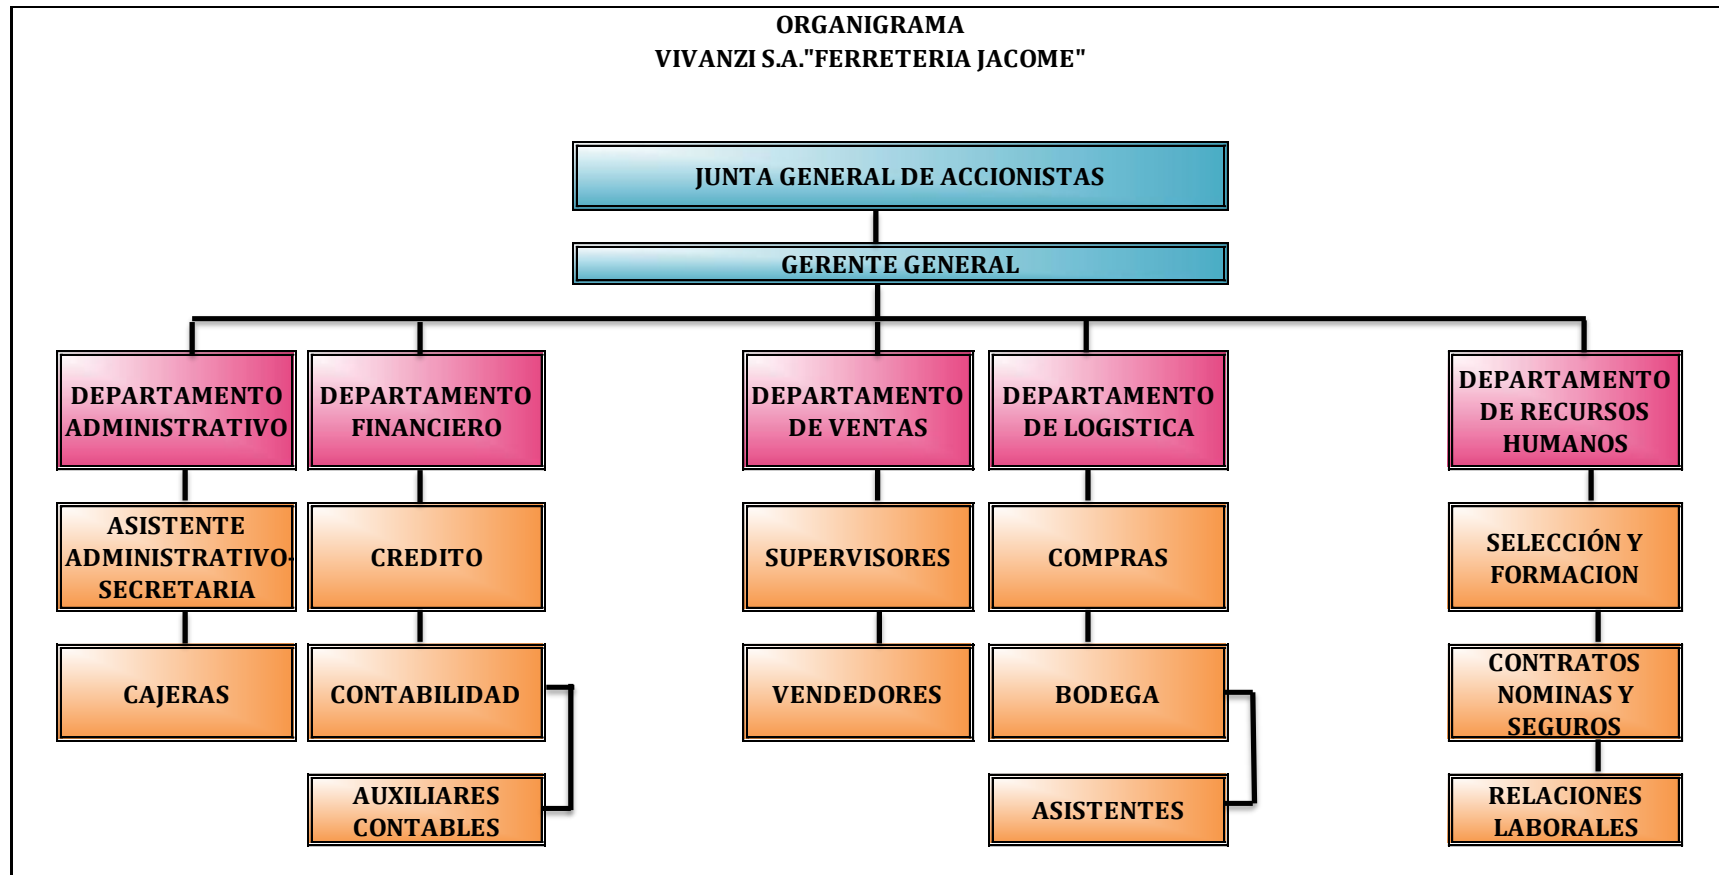 ORGANIGRAMA
VIVANZI S.A."FERRETERIA JACOME"
JUNTA GENERAL DE ACCIONISTAS
GERENTE GENERAL
DEPARTAMENTO
ADMINISTRATIVO
DEPARTAMENTO
FINANCIERO
DEPARTAMENTO
DE VENTAS
DEPARTAMENTO
DE LOGISTICA
DEPARTAMENTO
DE RECURSOS
HUMANOS
ASISTENTE
ADMINISTRATIVO-
SECRETARIA
CREDITO
SUPERVISORES
COMPRAS
SELECCIÓN Y
FORMACION
CAJERAS
CONTABILIDAD
VENDEDORES
BODEGA
CONTRATOS
NOMINAS Y
SEGUROS
AUXILIARES
CONTABLES
ASISTENTES
RELACIONES
LABORALES